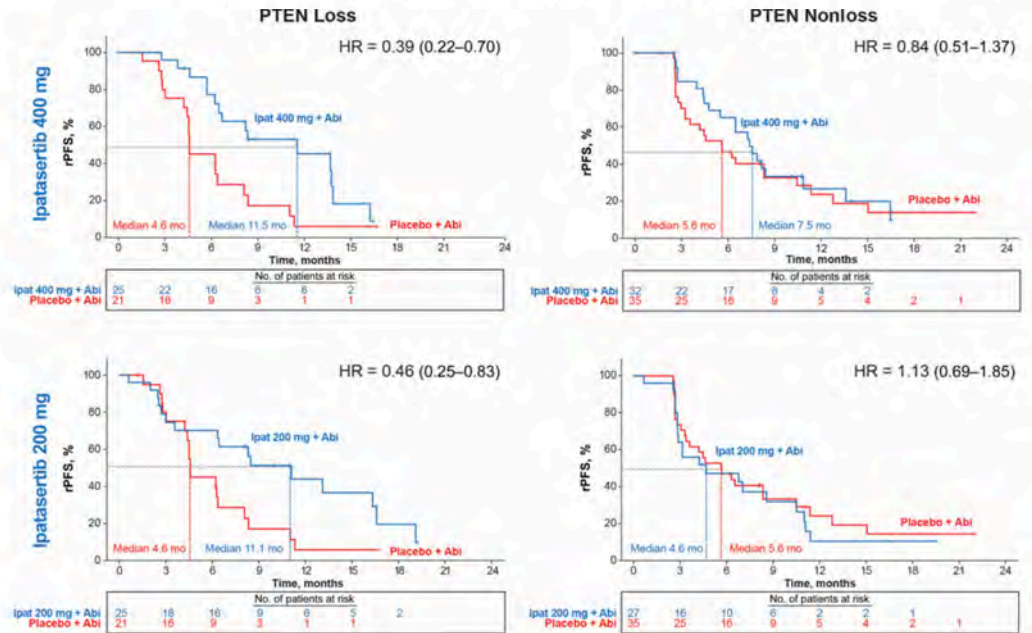 PTEN Loss
PTEN Nonloss
Ipatasertib 400 mg
HR = 0.39 (0.22–0.70)
rPFS, %
100
80
60
40
20
0
Ipat 400 mg + Abi
Placebo + Abi
Median 4.6 mo
Median 11.5 mo
0 3 6 9 12 15 18 21 24
Time, months
No. of patients at risk
Ipat 400 mg + Abi 25 22 16 6 6 2
Placebo + Abi 21 16 9 3 1 1
HR = 0.84 (0.51–1.37)
rPFS, %
100
80
60
40
20
0
Ipat 400 mg + Abi
Placebo + Abi
Median 5.6 mo
Median 7.5 mo
0 3 6 9 12 15 18 21 24
Time, months
No. of patients at risk
Ipat 400 mg + Abi 32 22 17 8 4 2
Placebo + Abi 35 25 16 9 5 4 2 1
Ipatasertib 200 mg
HR = 0.46 (0.25–0.83)
rPFS, %
100
80
60
40
20
0
Ipat 200 mg + Abi
Placebo + Abi
Median 4.6 mo
Median 11.1 mo
0 3 6 9 12 15 18 21 24
Time, months
No. of patients at risk
Ipat 200 mg + Abi 25 18 16 9 6 5 2
Placebo + Abi 21 16 9 3 1 1
HR = 1.13 (0.69–1.85)
rPFS, %
100
80
60
40
20
0
Ipat 200 mg + Abi
Placebo + Abi
Median 4.6 mo
Median 5.6 mo
0 3 6 9 12 15 18 21 24
Time, months
No. of patients at risk
Ipat 200 mg + Abi 27 16 10 6 2 2 1
Placebo + Abi 35 25 16 9 5 4 2 1